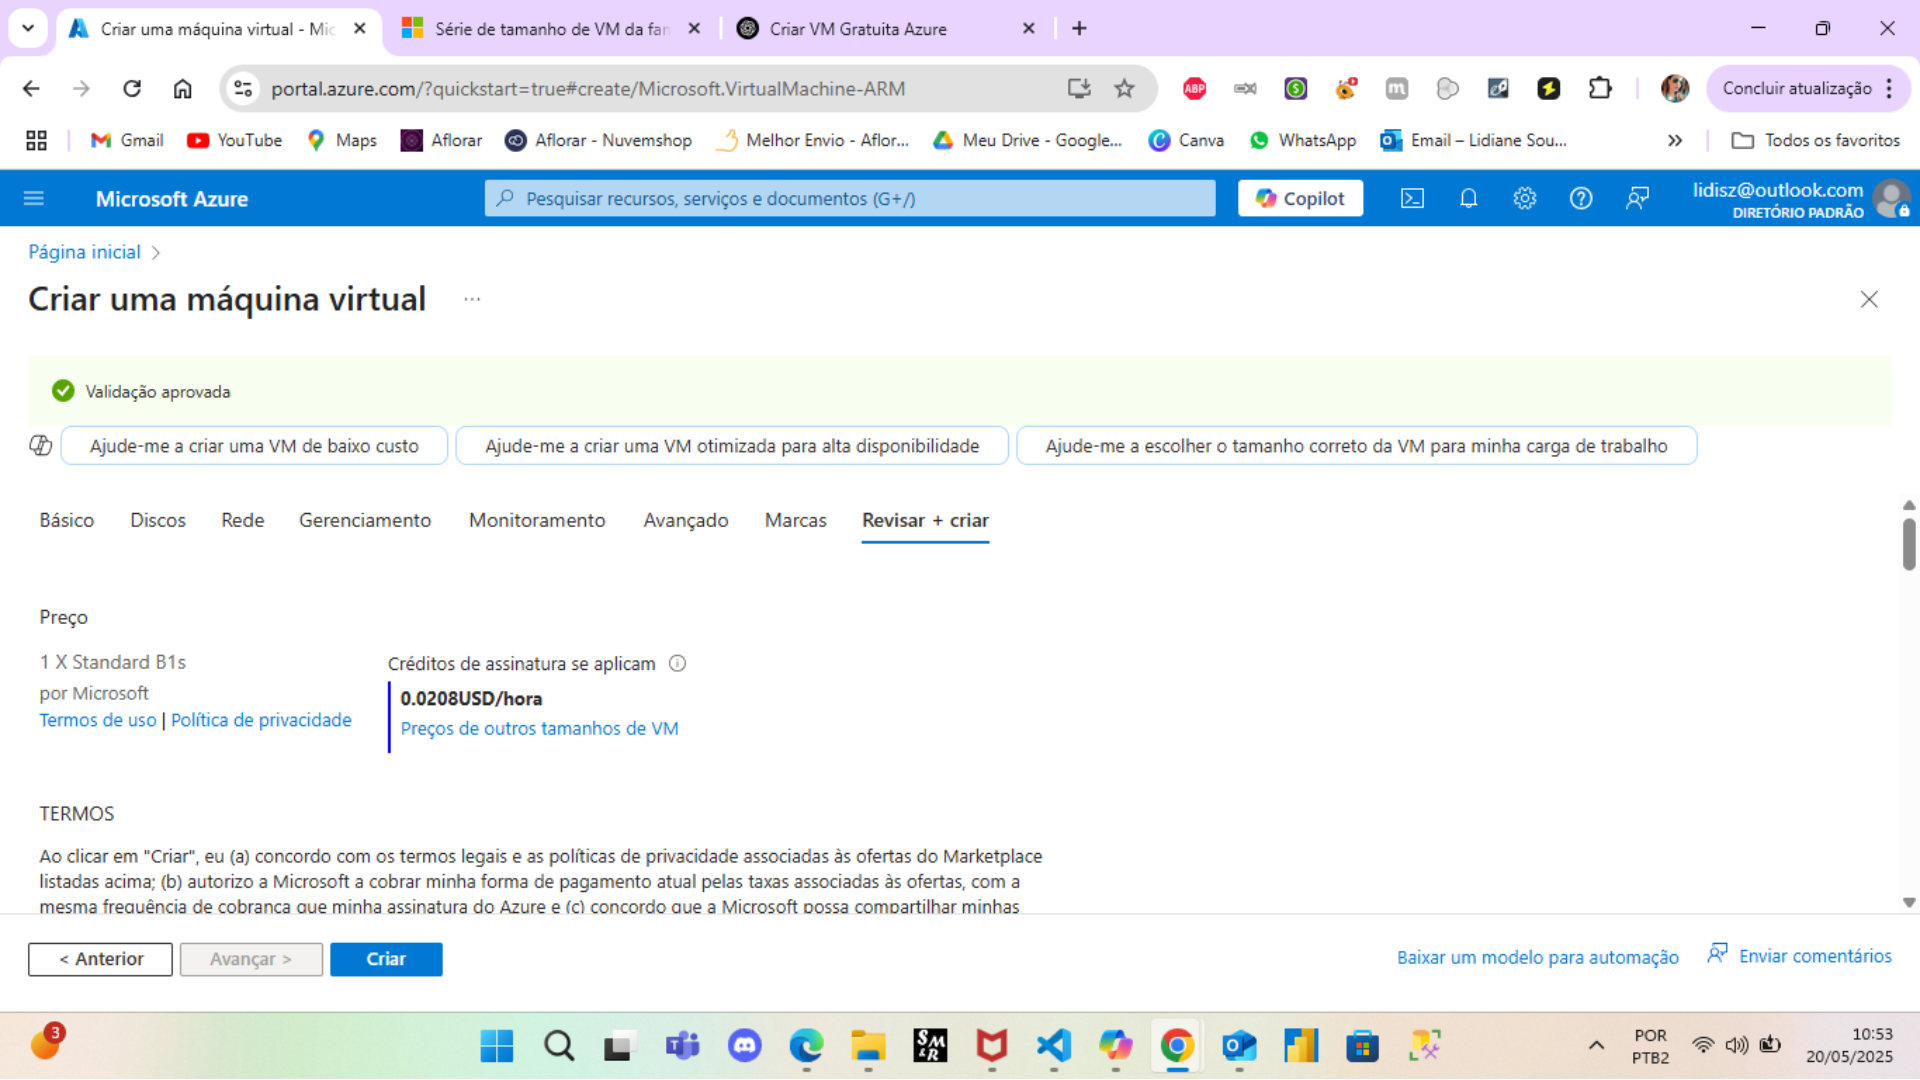 Criar uma máquina virtual - Mic
Série de tamanho de VM da fam
Criar VM Gratuita Azure
portal.azure.com/?quickstart=true#create/Microsoft.VirtualMachine-ARM
ABP
Concluir atualização
Gmail
YouTube
Maps
Aflorar
Aflorar - Nuvemshop
Melhor Envio - Aflor...
Meu Drive - Google...
Canva
WhatsApp
Email – Lidiane Sou...
Todos os favoritos
Microsoft Azure
Pesquisar recursos, serviços e documentos (G+/)
Copilot
lidisz@outlook.com
DIRETÓRIO PADRÃO
Página inicial >
Criar uma máquina virtual ...
Validação aprovada
Ajude-me a criar uma VM de baixo custo
Ajude-me a criar uma VM otimizada para alta disponibilidade
Ajude-me a escolher o tamanho correto da VM para minha carga de trabalho
Básico
Discos
Rede
Gerenciamento
Monitoramento
Avançado
Marcas
Revisar + criar
Preço
1 X Standard B1s
por Microsoft
Termos de uso | Política de privacidade
Créditos de assinatura se aplicam
0.0208USD/hora
Preços de outros tamanhos de VM
TERMOS
Ao clicar em "Criar", eu (a) concordo com os termos legais e as políticas de privacidade associadas às ofertas do Marketplace
listadas acima; (b) autorizo a Microsoft a cobrar minha forma de pagamento atual pelas taxas associadas às ofertas, com a
mesma frequência de cobrança que minha assinatura do Azure e (c) concordo que a Microsoft possa compartilhar minhas
< Anterior
Avançar >
Criar
Baixar um modelo para automação
Enviar comentários
3
SM
&R
POR
PTB2
10:53
20/05/2025